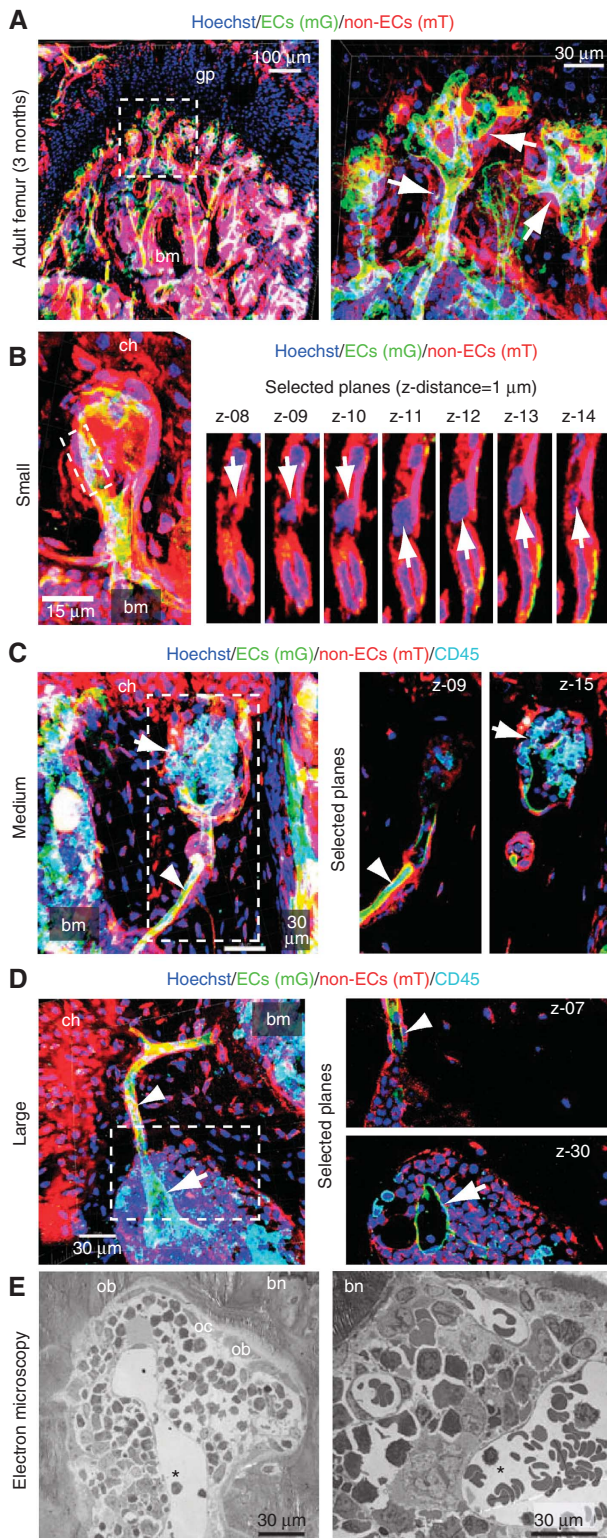 A
Hoechst/ECs (mG)/non-ECs (mT)
Adult femur (3 months)
gp
100 μm
bm
30 μm
B
Hoechst/ECs (mG)/non-ECs (mT)
Small
ch
15 μm
bm
Selected planes (z-distance=1 μm)
z-08 z-09 z-10 z-11 z-12 z-13 z-14
C
Hoechst/ECs (mG)/non-ECs (mT)/CD45
Medium
ch
bm
30
μm
Selected planes
z-09
z-15
D
Hoechst/ECs (mG)/non-ECs (mT)/CD45
Large
ch
bm
30 μm
Selected planes
z-07
z-30
E
Electron microscopy
ob
bn
oc
ob
*
*
30 μm
bn
*
30 μm